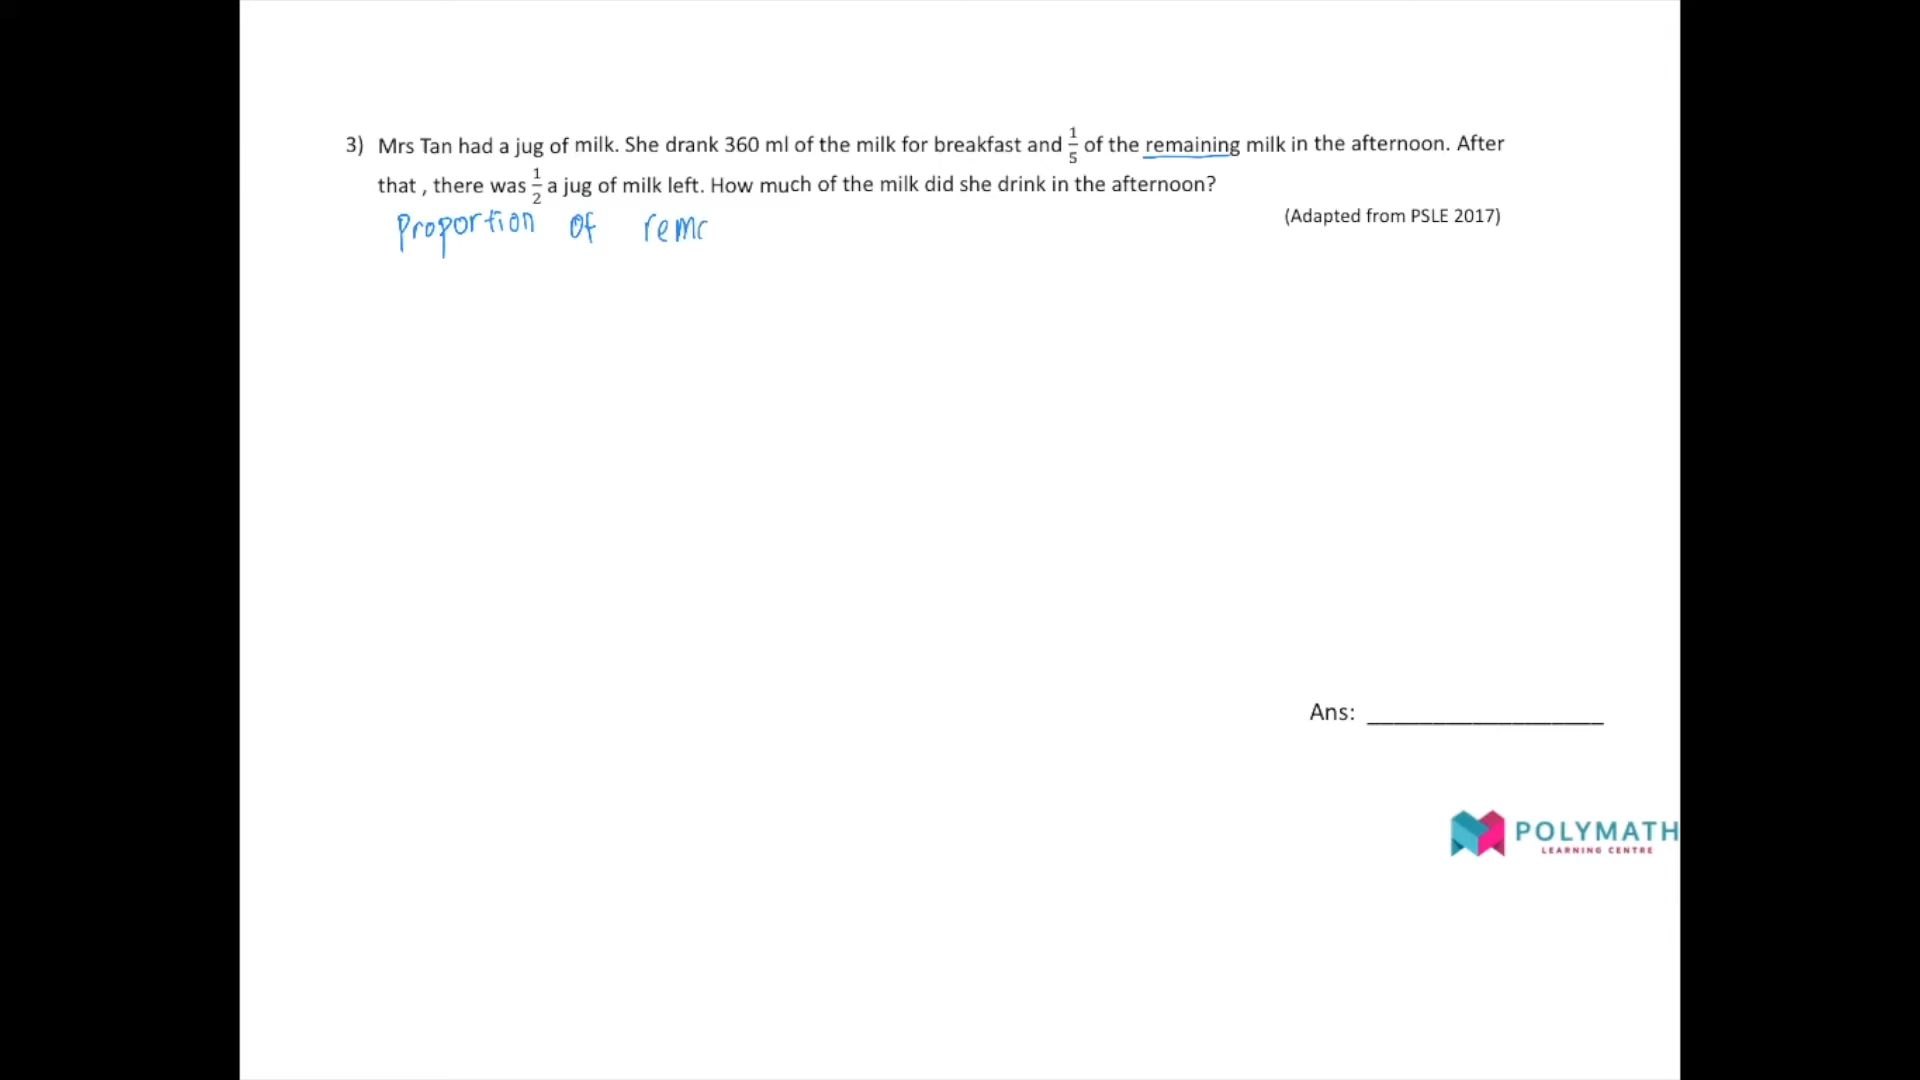 3) Mrs Tan had a jug of milk. She drank 360 ml of the milk for breakfast and 1/5 of the remaining milk in the afternoon. After
that , there was 1/2 a jug of milk left. How much of the milk did she drink in the afternoon?
(Adapted from PSLE 2017)
Proportion of rema
Ans: __________________
POLYMATH
LEARNING CENTRE